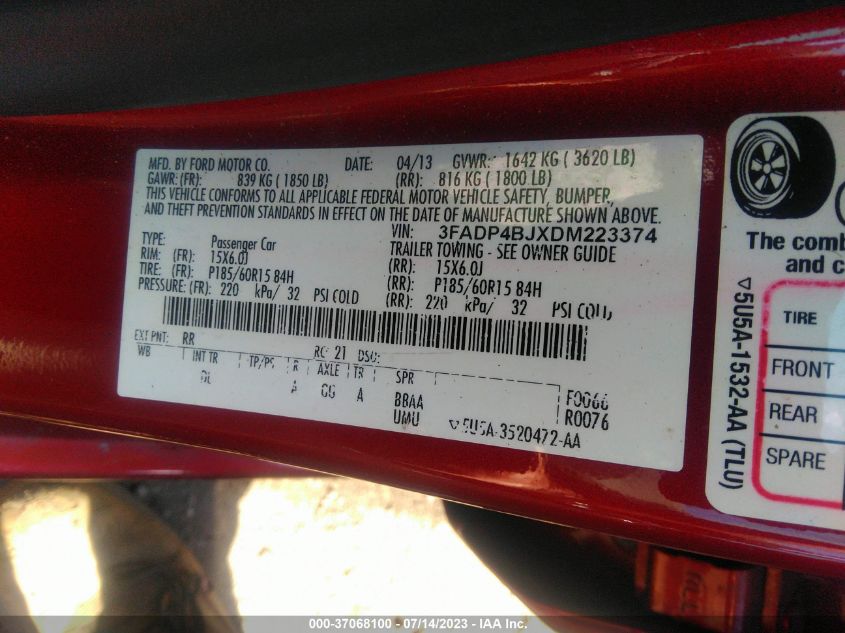 MFD. BY FORD MOTOR CO. DATE: 04/13 GVWR: 1642 KG ( 3620 LB)
GAWR:(FR): 839 KG ( 1850 LB) (RR): 816 KG ( 1800 LB)
THIS VEHICLE CONFORMS TO ALL APPLICABLE FEDERAL MOTOR VEHICLE SAFETY, BUMPER,
AND THEFT PREVENTION STANDARDS IN EFFECT ON THE DATE OF MANUFACTURE SHOWN ABOVE.
VIN: 3FADP4BJXDM223374
TYPE: Passenger Car TRAILER TOWING - SEE OWNER GUIDE
RIM: (FR): 15X6.0J (RR): 15X6.0J
TIRE: (FR): P185/60R15 84H (RR): P185/60R15 84H
PRESSURE:(FR): 220 kPa/ 32 PSI COLD (RR): 220 kPa/ 32 PSI COLD
EXT PNT: RR RC: 21 DSO:
WB INT TR TP/PS R AXLE TR SPR
A A BBAA
UMU
F0066
R0076
5U5A-3520472-AA
The comb
and c
TIRE
FRONT
REAR
SPARE
5U5A-1532-AA (TLU)
000-37068100 - 07/14/2023 - IAA Inc.